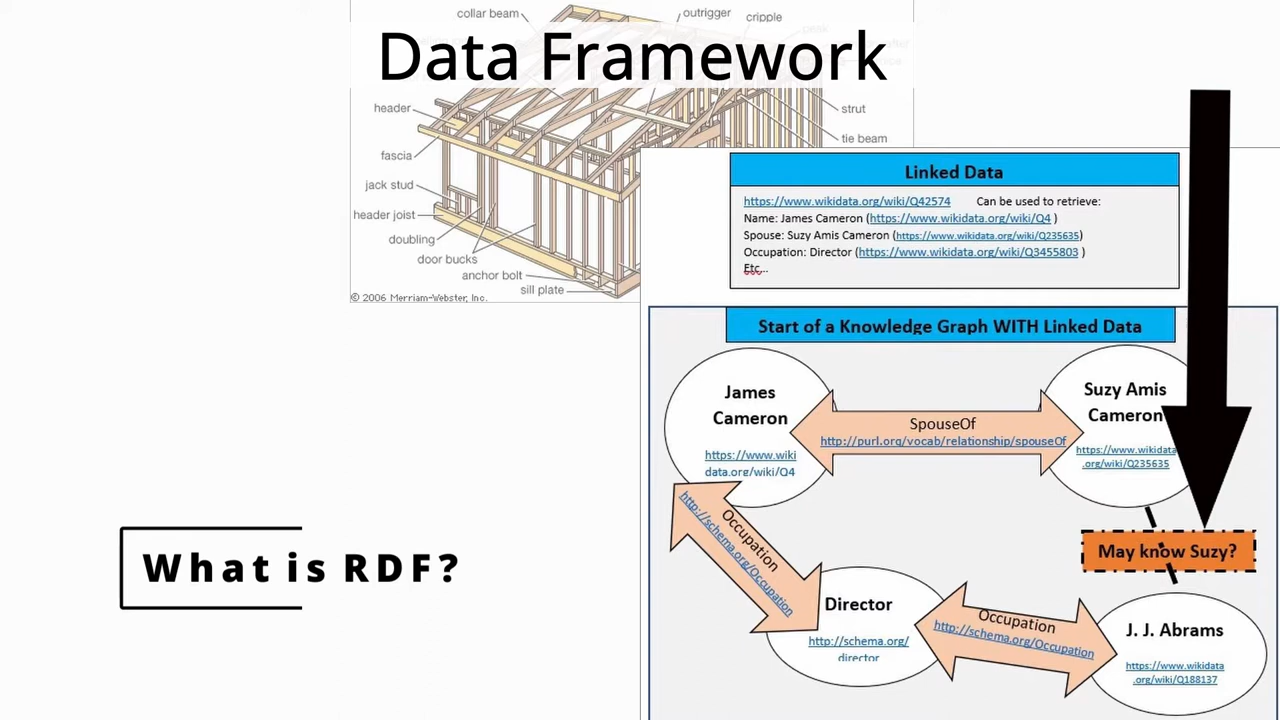 collar beam
outrigger
cripple
Data Framework
header
strut
tie beam
fascia
jack stud
header joist
doubling
door bucks
anchor bolt
sill plate
© 2006 Merriam-Webster, Inc.
Linked Data
https://www.wikidata.org/wiki/Q42574 Can be used to retrieve:
Name: James Cameron (https://www.wikidata.org/wiki/Q4 )
Spouse: Suzy Amis Cameron (https://www.wikidata.org/wiki/Q235635)
Occupation: Director (https://www.wikidata.org/wiki/Q3455803 )
Etc...
Start of a Knowledge Graph WITH Linked Data
James
Cameron
https://www.wiki
data.org/wiki/Q4
SpouseOf
http://purl.org/vocab/relationship/spouseOf
Suzy Amis
Cameron
https://www.wikidata
.org/wiki/Q235635
Occupation
http://schema.org/Occupation
What is RDF?
May know Suzy?
Director
http://schema.org/
director
Occupation
http://schema.org/Occupation
J. J. Abrams
https://www.wikidata
.org/wiki/Q188137